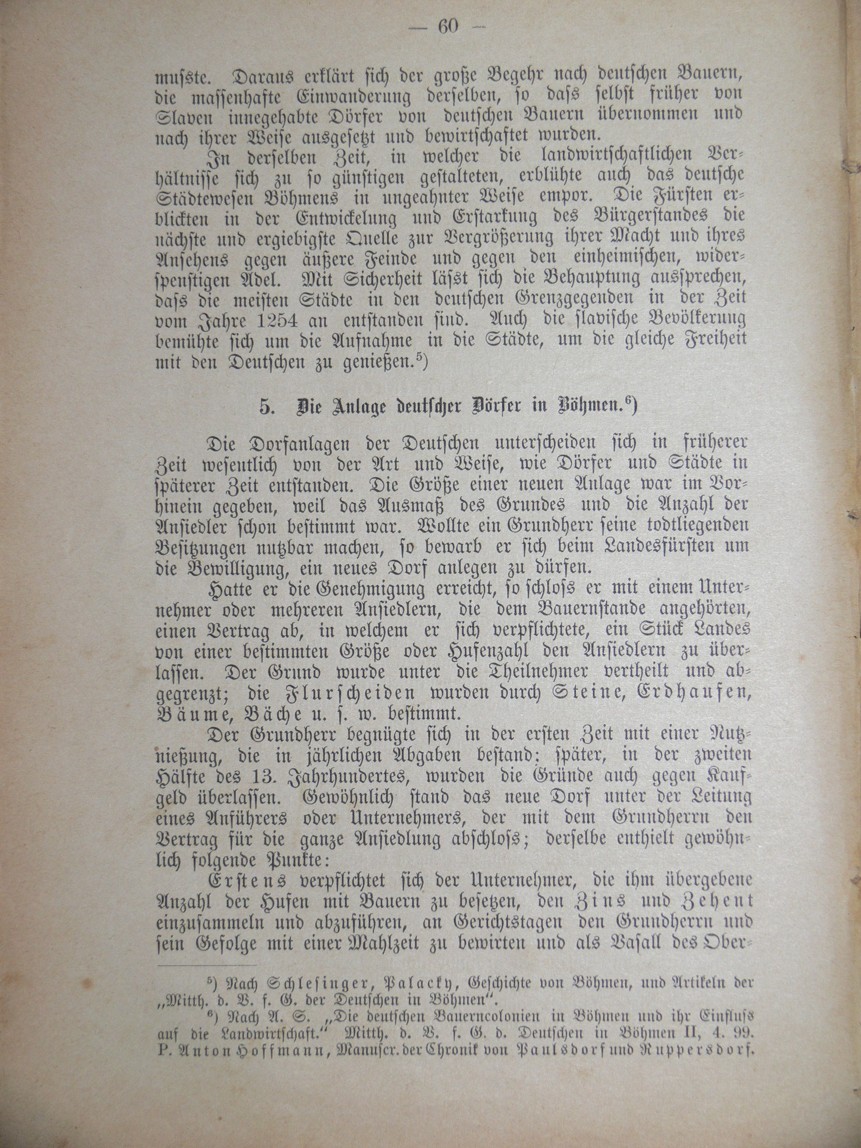 — 60 —
musste. Daraus erklärt sich der große Begehr nach deutschen Bauern,
die massenhafte Einwanderung derselben, so dass selbst früher von
Slaven innegehabte Dörfer von deutschen Bauern übernommen und
nach ihrer Weise ausgesetzt und bewirtschaftet wurden.
In derselben Zeit, in welcher die landwirtschaftlichen Ver-
hältnisse sich zu so günstigen gestalteten, erblühte auch das deutsche
Städtewesen Böhmens in ungeahnter Weise empor. Die Fürsten er-
blickten in der Entwickelung und Erstarkung des Bürgerstandes die
nächste und ergiebigste Quelle zur Vergrößerung ihrer Macht und ihres
Ansehens gegen äußere Feinde und gegen den einheimischen, wider-
spenstigen Adel. Mit Sicherheit lässt sich die Behauptung aussprechen,
dass die meisten Städte in den deutschen Grenzgegenden in der Zeit
vom Jahre 1254 an entstanden sind. Auch die slavische Bevölkerung
bemühte sich um die Aufnahme in die Städte, um die gleiche Freiheit
mit den Deutschen zu genießen.⁵)
5. Die Anlage deutscher Dörfer in Böhmen.⁶)
Die Dorfanlagen der Deutschen unterscheiden sich in früherer
Zeit wesentlich von der Art und Weise, wie Dörfer und Städte in
späterer Zeit entstanden. Die Größe einer neuen Anlage war im Vor-
hinein gegeben, weil das Ausmaß des Grundes und die Anzahl der
Ansiedler schon bestimmt war. Wollte ein Grundherr seine todtliegenden
Besitzungen nutzbar machen, so bewarb er sich beim Landesfürsten um
die Bewilligung, ein neues Dorf anlegen zu dürfen.
Hatte er die Genehmigung erreicht, so schloss er mit einem Unter-
nehmer oder mehreren Ansiedlern, die dem Bauernstande angehörten,
einen Vertrag ab, in welchem er sich verpflichtete, ein Stück Landes
von einer bestimmten Größe oder Hufenzahl den Ansiedlern zu über-
lassen. Der Grund wurde unter die Theilnehmer vertheilt und ab-
gegrenzt; die Flurscheiden wurden durch Steine, Erdhaufen,
Bäume, Bäche u. s. w. bestimmt.
Der Grundherr begnügte sich in der ersten Zeit mit einer Nutz-
nießung, die in jährlichen Abgaben bestand; später, in der zweiten
Hälfte des 13. Jahrhundertes, wurden die Gründe auch gegen Kauf-
geld überlassen. Gewöhnlich stand das neue Dorf unter der Leitung
eines Anführers oder Unternehmers, der mit dem Grundherrn den
Vertrag für die ganze Ansiedlung abschloss; derselbe enthielt gewöhn-
lich folgende Punkte:
Erstens verpflichtet sich der Unternehmer, die ihm übergebene
Anzahl der Hufen mit Bauern zu besetzen, den Zins und Zehent
einzusammeln und abzuführen, an Gerichtstagen den Grundherrn und
sein Gefolge mit einer Mahlzeit zu bewirten und als Vasall des Ober-
⁵) Nach Schlesinger, Palacky, Geschichte von Böhmen, und Artikeln der
„Mitth. d. V. f. G. der Deutschen in Böhmen".
⁶) Nach A. S. „Die deutschen Bauerncolonien in Böhmen und ihr Einfluss
auf die Landwirtschaft." Mitth. d. V. f. G. d. Deutschen in Böhmen II, 4. 99.
P. Anton Hoffmann, Manuscr. der Chronik von Paulsdorf und Ruppersdorf.